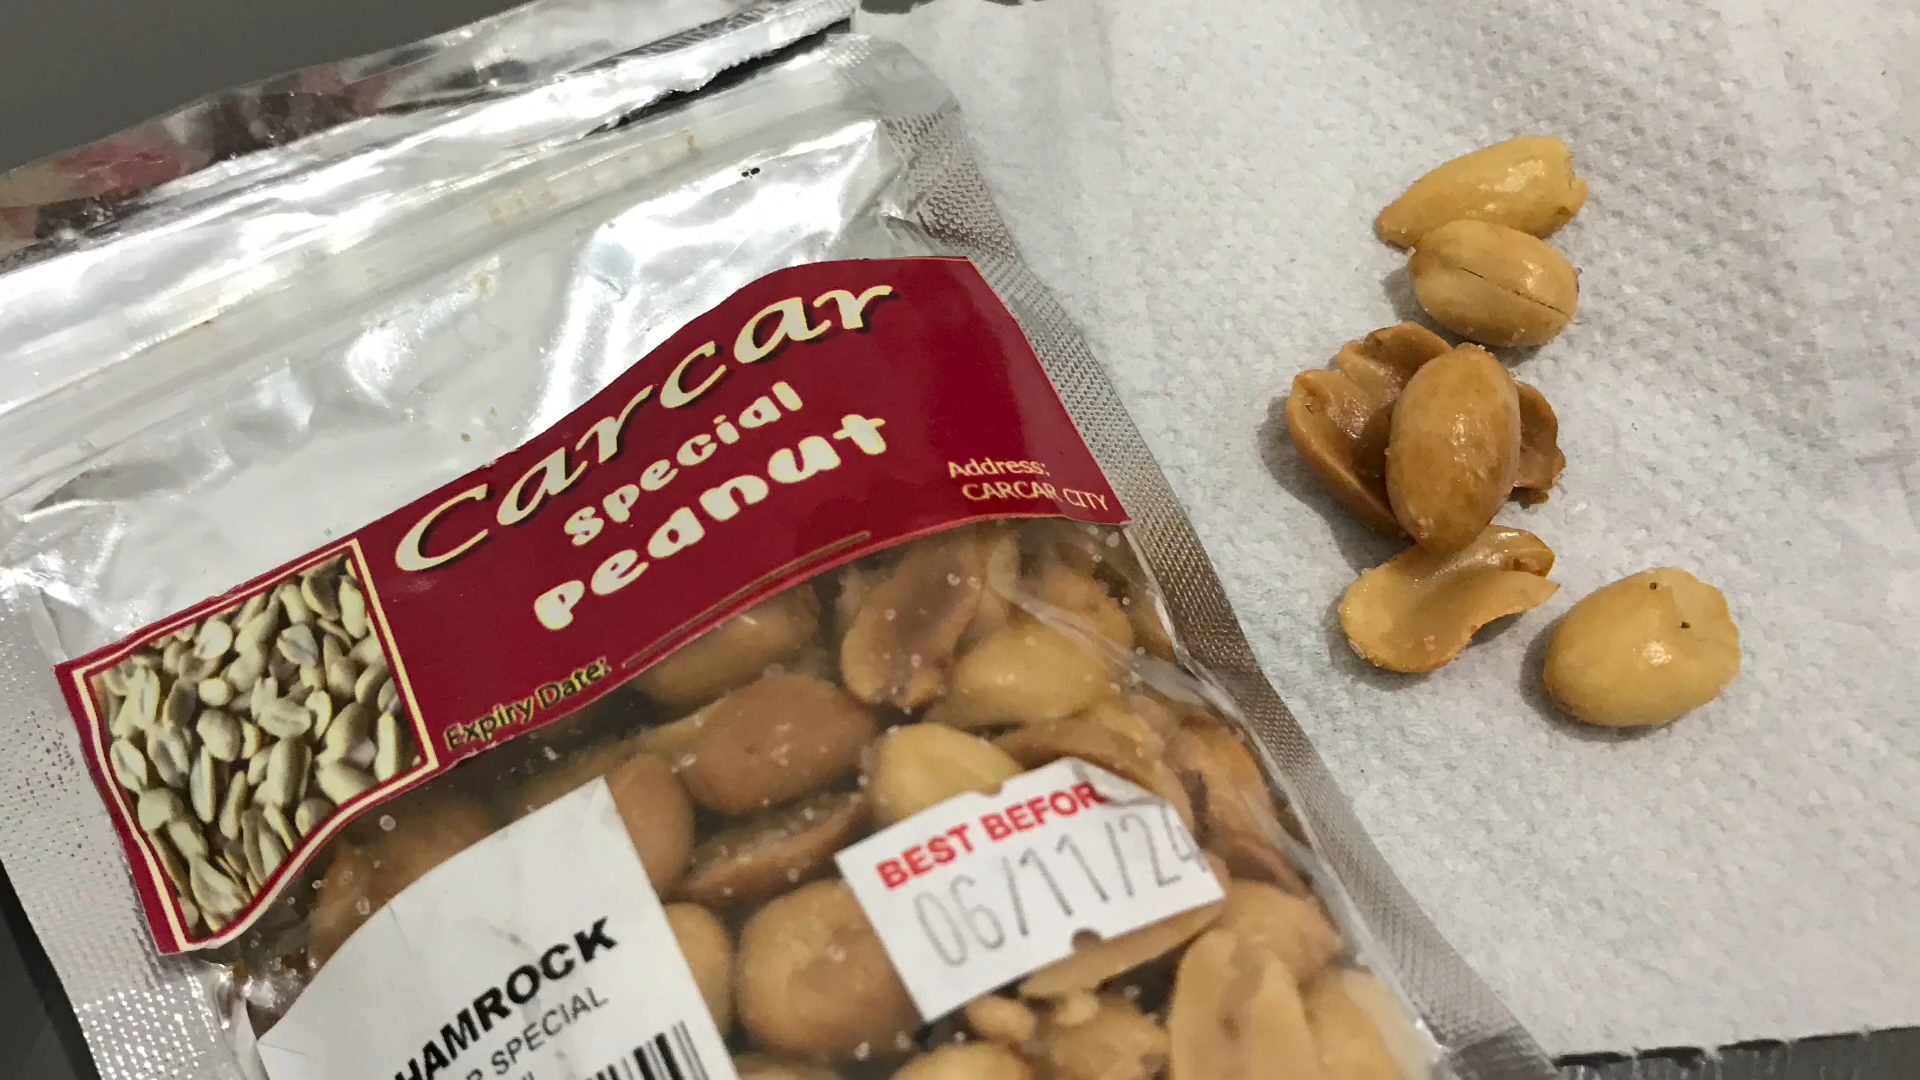 Carcar
special
peanut
Address:
CARCAR CITY
Expiry Date:
BEST BEFOR
06/11/24
HAMROCK
SPECIAL